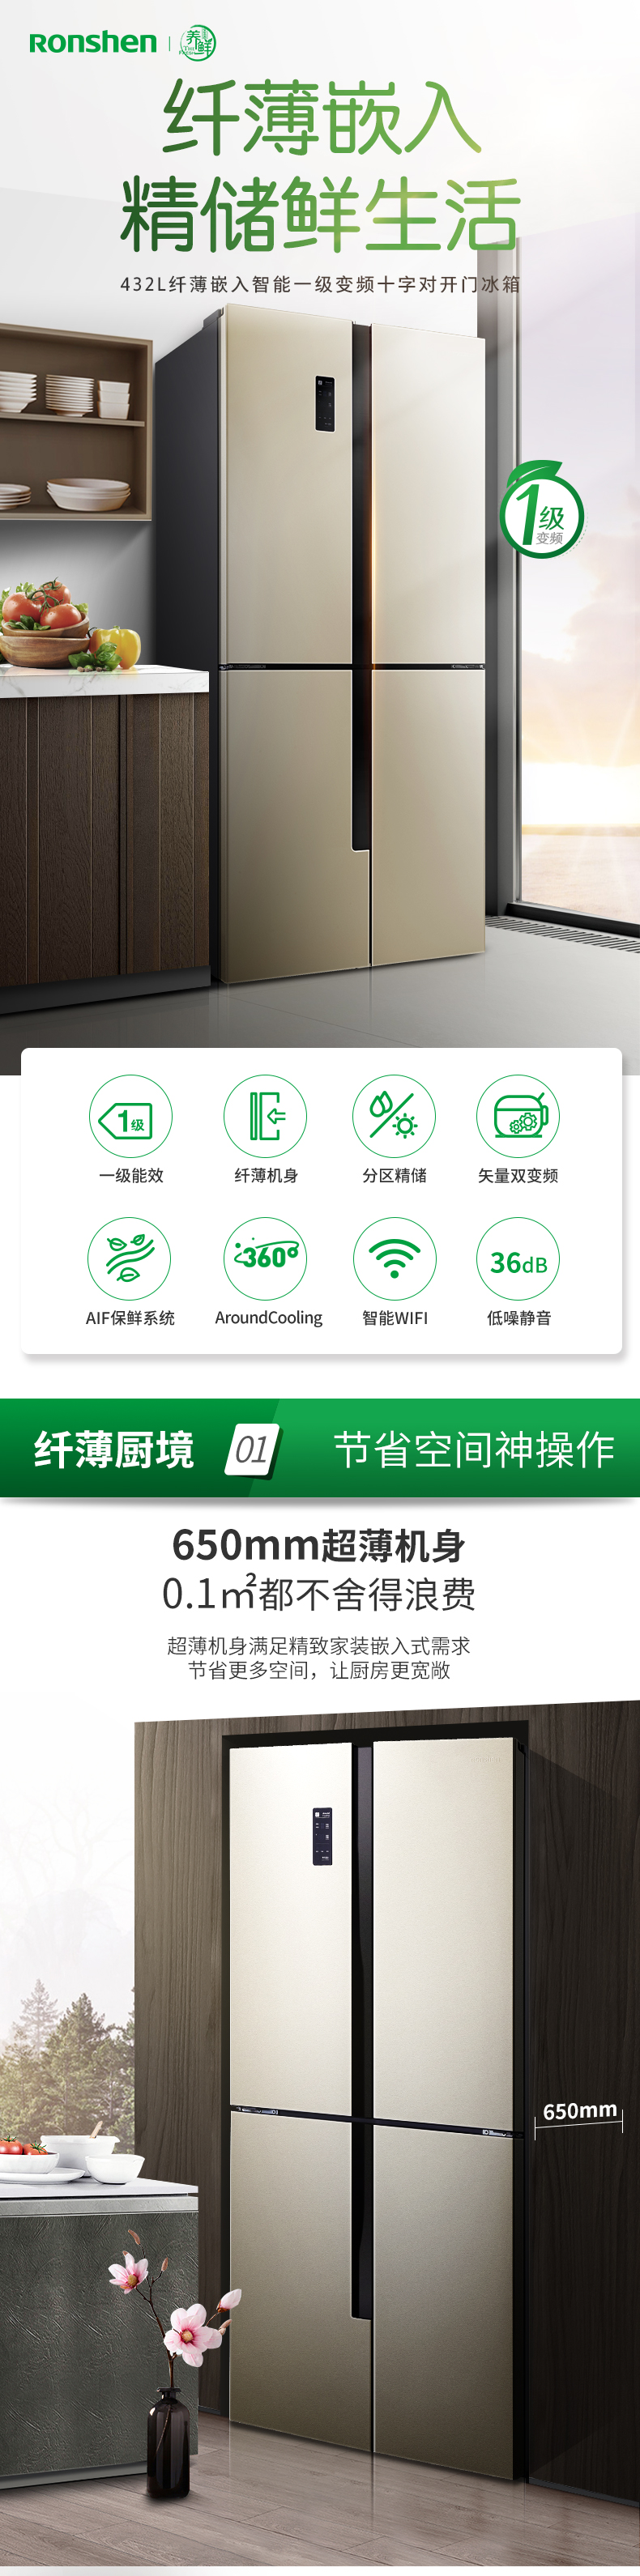 Ronshen
养鲜
纤薄嵌入
精储鲜生活
432L纤薄嵌入智能一级变频十字对开门冰箱
1级
变频
1级
一级能效
纤薄机身
分区精储
矢量双变频
360°
36dB
AIF保鲜系统
AroundCooling
智能WIFI
低噪静音
纤薄厨境
01
节省空间神操作
650mm超薄机身
0.1㎡都不舍得浪费
超薄机身满足精致家装嵌入式需求
节省更多空间，让厨房更宽敞
650mm